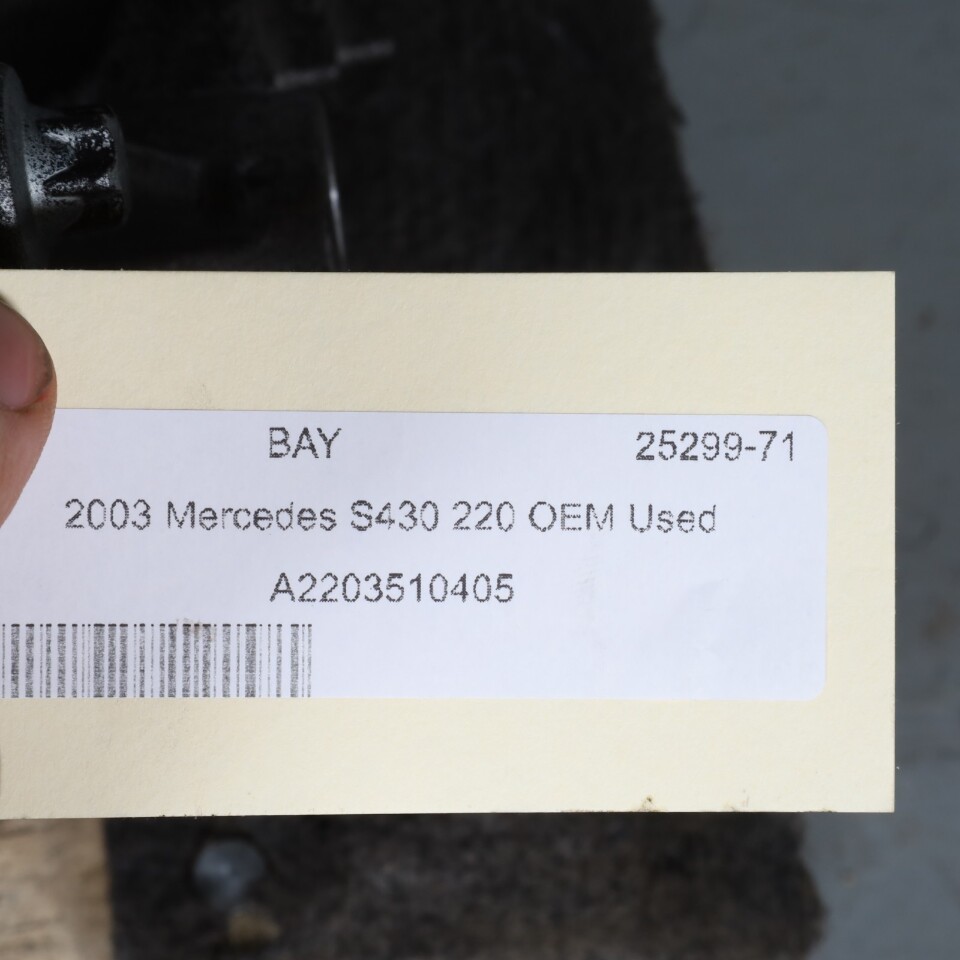 BAY 25299-71
2003 Mercedes S430 220 OEM Used
A2203510405